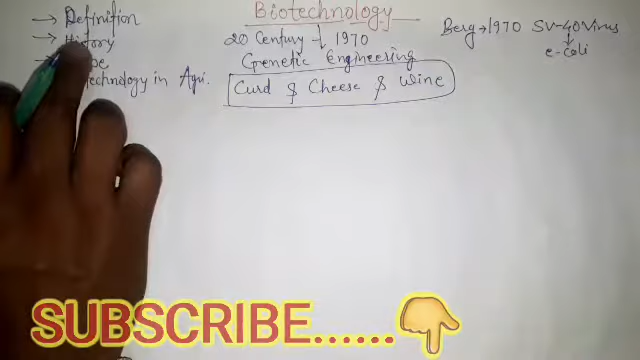 Biotechnology
→ Definition
→ History
pe
technology in Agri.
20 Century ↓ 1970
Genetic Engineering
Curd & Cheese & Wine
Berg → 1970 SV-40 Virus
↓
e-Coli
SUBSCRIBE......